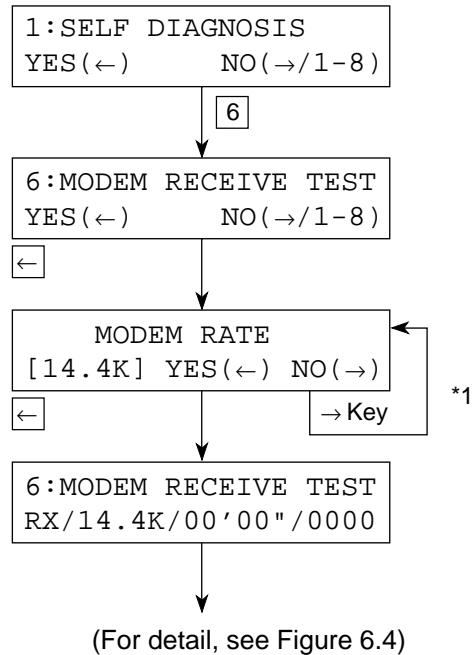 1:SELF DIAGNOSIS
YES(←) NO(→/1-8)
6
6:MODEM RECEIVE TEST
YES(←) NO(→/1-8)
←
MODEM RATE
[14.4K] YES(←) NO(→)
*1
←
→ Key
6:MODEM RECEIVE TEST
RX/14.4K/00'00"/0000
(For detail, see Figure 6.4)